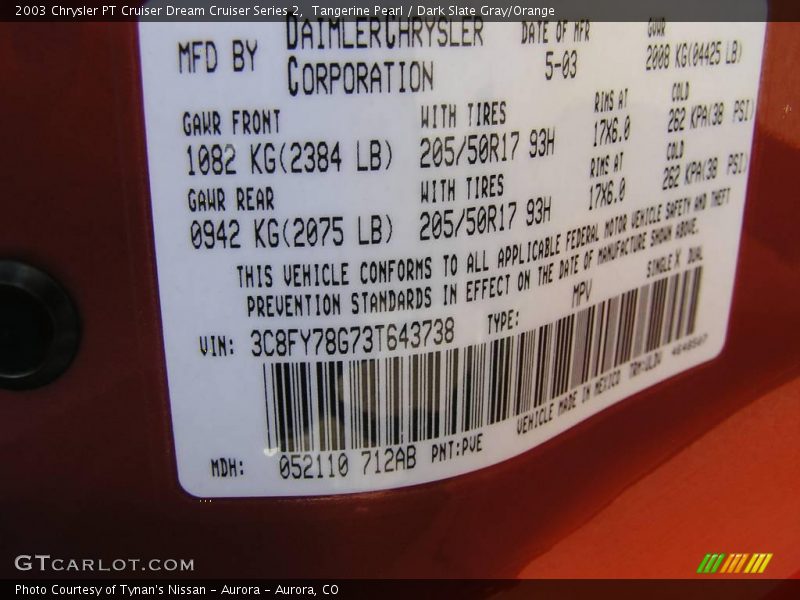 2003 Chrysler PT Cruiser Dream Cruiser Series 2,  Tangerine Pearl / Dark Slate Gray/Orange
MFD BY DAIMLERCHRYSLER CORPORATION
DATE OF MFR 5-03
GVWR 2008 KG(04425 LB)
GAWR FRONT WITH TIRES RIMS AT COLD
1082 KG(2384 LB) 205/50R17 93H 17X6.0 262 KPA(38 PSI)
GAWR REAR WITH TIRES RIMS AT COLD
0942 KG(2075 LB) 205/50R17 93H 17X6.0 262 KPA(38 PSI)
THIS VEHICLE CONFORMS TO ALL APPLICABLE FEDERAL MOTOR VEHICLE SAFETY AND THEFT
PREVENTION STANDARDS IN EFFECT ON THE DATE OF MANUFACTURE SHOWN ABOVE.
VIN: 3C8FY78G73T643738 TYPE: MPV SINGLE X DUAL
VEHICLE MADE IN MEXICO TRM:ULDV
MDH: 052110 712AB PNT:PVE
GTCARLOT.COM
Photo Courtesy of Tynan's Nissan - Aurora - Aurora, CO